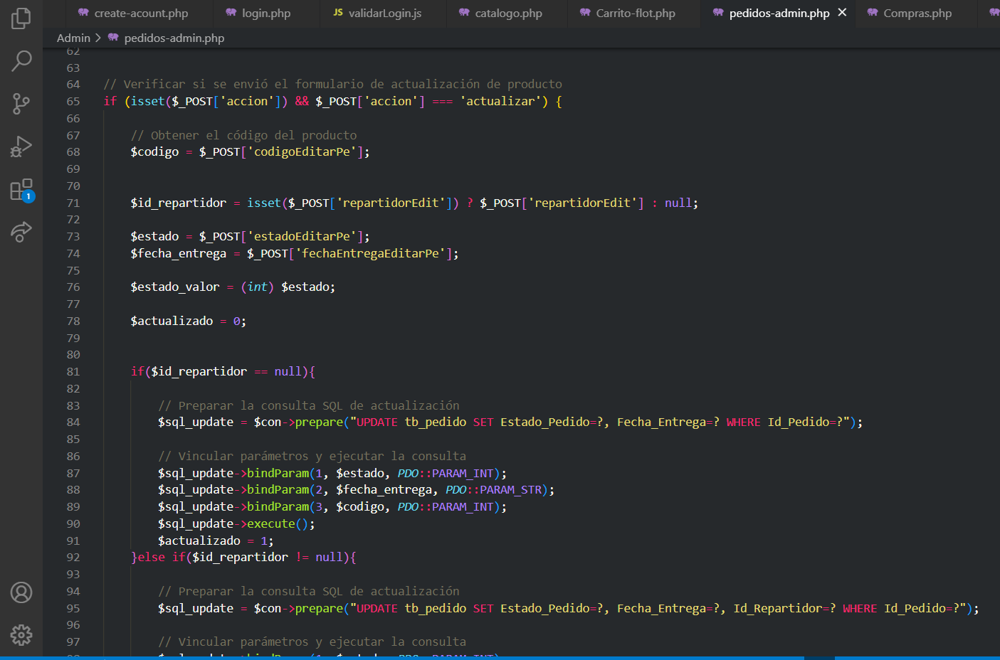 create-acount.php login.php JS validarLogin.js catalogo.php Carrito-flot.php pedidos-admin.php Compras.php
Admin > pedidos-admin.php
62
63
64 // Verificar si se envió el formulario de actualización de producto
65 if (isset($_POST['accion']) && $_POST['accion'] === 'actualizar') {
66
67 // Obtener el código del producto
68 $codigo = $_POST['codigoEditarPe'];
69
70
71 $id_repartidor = isset($_POST['repartidorEdit']) ? $_POST['repartidorEdit'] : null;
72
73 $estado = $_POST['estadoEditarPe'];
74 $fecha_entrega = $_POST['fechaEntregaEditarPe'];
75
76 $estado_valor = (int) $estado;
77
78 $actualizado = 0;
79
80
81 if($id_repartidor == null){
82
83 // Preparar la consulta SQL de actualización
84 $sql_update = $con->prepare("UPDATE tb_pedido SET Estado_Pedido=?, Fecha_Entrega=? WHERE Id_Pedido=?");
85
86 // Vincular parámetros y ejecutar la consulta
87 $sql_update->bindParam(1, $estado, PDO::PARAM_INT);
88 $sql_update->bindParam(2, $fecha_entrega, PDO::PARAM_STR);
89 $sql_update->bindParam(3, $codigo, PDO::PARAM_INT);
90 $sql_update->execute();
91 $actualizado = 1;
92 }else if($id_repartidor != null){
93
94 // Preparar la consulta SQL de actualización
95 $sql_update = $con->prepare("UPDATE tb_pedido SET Estado_Pedido=?, Fecha_Entrega=?, Id_Repartidor=? WHERE Id_Pedido=?");
96
97 // Vincular parámetros y ejecutar la consulta
1